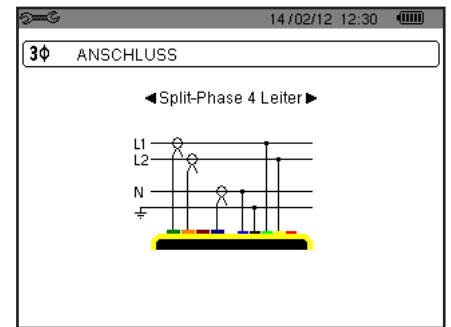 14/02/12 12:30
3Φ ANSCHLUSS
◄Split-Phase 4 Leiter►
L1
L2
N